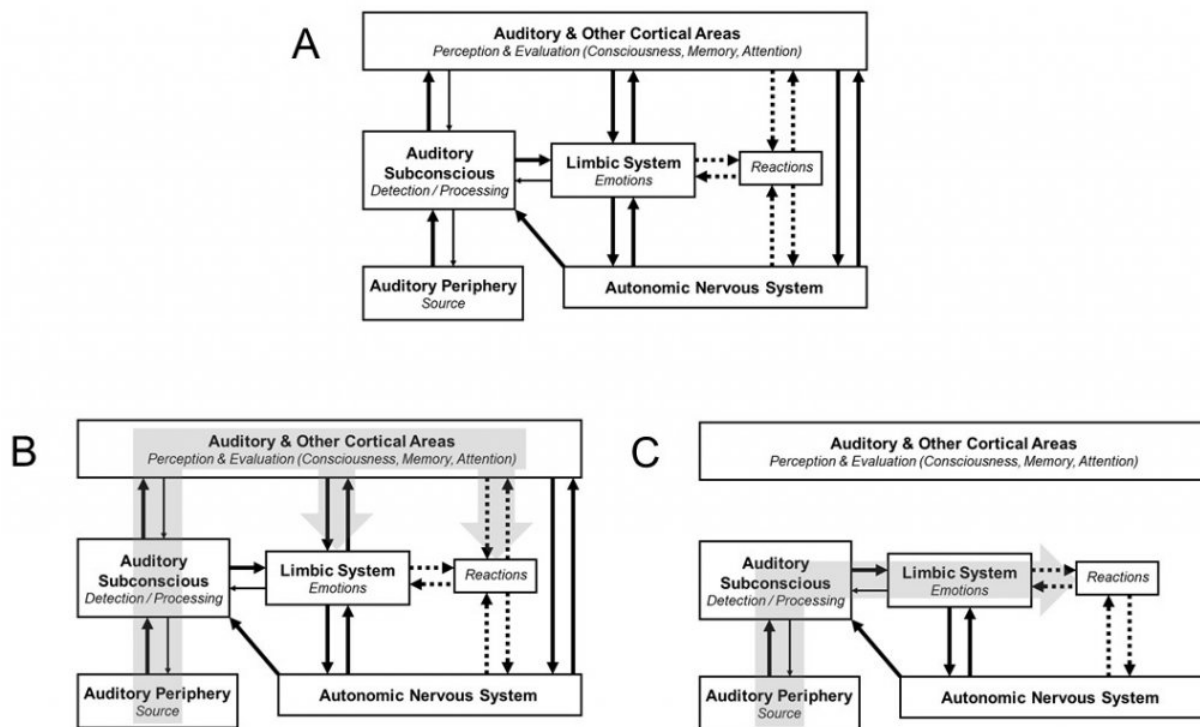 A
Auditory & Other Cortical Areas
Perception & Evaluation (Consciousness, Memory, Attention)
Auditory
Subconscious
Detection / Processing
Limbic System
Emotions
Reactions
Auditory Periphery
Source
Autonomic Nervous System
B
Auditory & Other Cortical Areas
Perception & Evaluation (Consciousness, Memory, Attention)
Auditory
Subconscious
Detection / Processing
Limbic System
Emotions
Reactions
Auditory Periphery
Source
Autonomic Nervous System
C
Auditory & Other Cortical Areas
Perception & Evaluation (Consciousness, Memory, Attention)
Auditory
Subconscious
Detection / Processing
Limbic System
Emotions
Reactions
Auditory Periphery
Source
Autonomic Nervous System